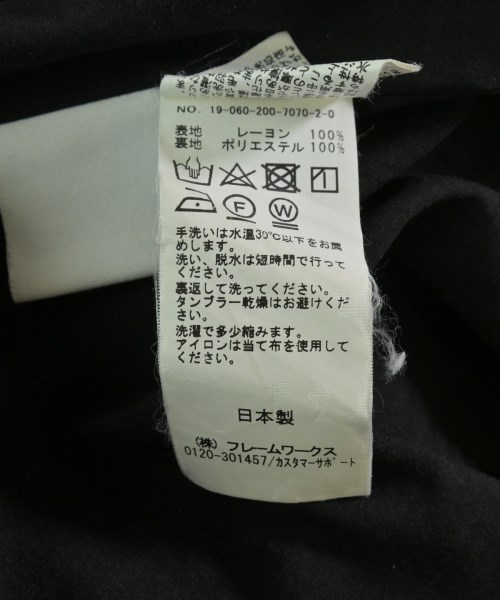 NO. 19-060-200-7070-2-0
表地 レーヨン 100%
裏地 ポリエステル 100%
F W
手洗いは水温30℃以下をお薦
めします。
洗い、脱水は短時間で行って
ください。
裏返して洗ってください。
タンブラー乾燥はお避けくだ
さい。
洗濯で多少縮みます。
アイロンは当て布を使用して
ください。
日本製
(株) フレームワークス
0120-301457/カスタマーサポート